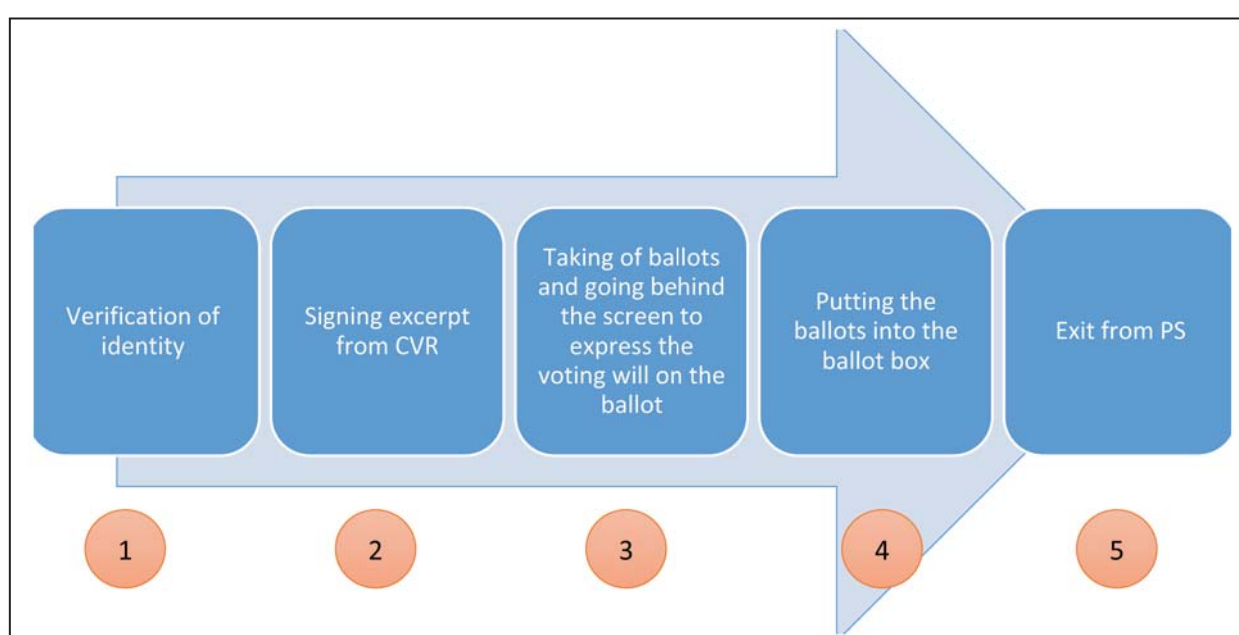 Verification of
identity
Signing excerpt
from CVR
Taking of ballots
and going behind
the screen to
express the
voting will on the
ballot
Putting the
ballots into the
ballot box
Exit from PS
1
2
3
4
5